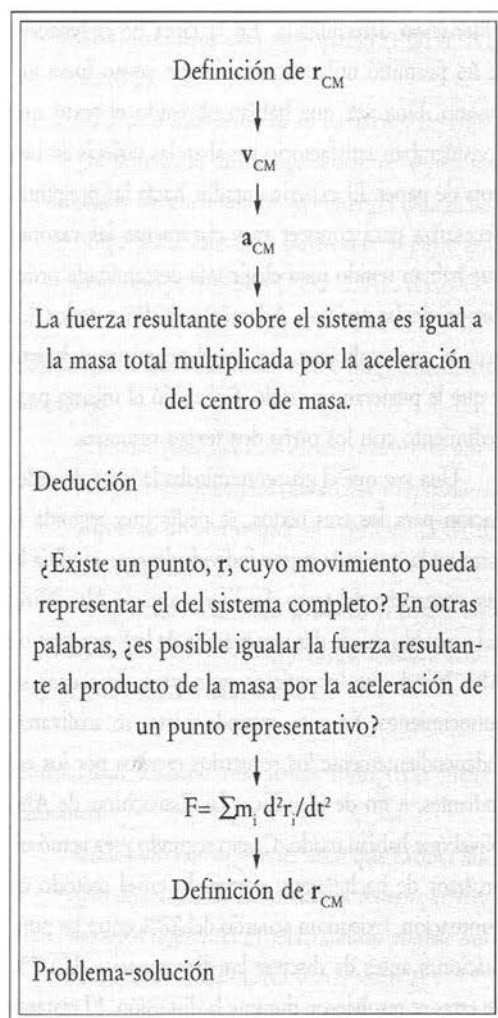 Definición de r_CM
v_CM
a_CM
La fuerza resultante sobre el sistema es igual a
la masa total multiplicada por la aceleración
del centro de masa.
Deducción
¿Existe un punto, r, cuyo movimiento pueda
representar el del sistema completo? En otras
palabras, ¿es posible igualar la fuerza resultan-
te al producto de la masa por la aceleración de
un punto representativo?
F= ∑m_i d²r_i/dt²
Definición de r_CM
Problema-solución